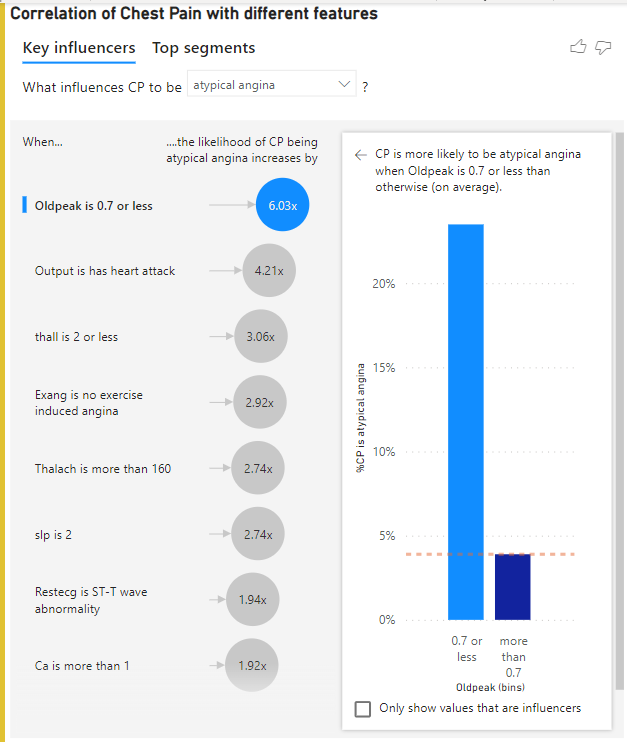 Correlation of Chest Pain with different features
Key influencers Top segments
What influences CP to be atypical angina ?
When...
....the likelihood of CP being
atypical angina increases by
Oldpeak is 0.7 or less 6.03x
Output is has heart attack 4.21x
thall is 2 or less 3.06x
Exang is no exercise
induced angina 2.92x
Thalach is more than 160 2.74x
slp is 2 2.74x
Restecg is ST-T wave
abnormality 1.94x
Ca is more than 1 1.92x
CP is more likely to be atypical angina
when Oldpeak is 0.7 or less than
otherwise (on average).
%CP is atypical angina
20%
15%
10%
5%
0%
0.7 or
less
more
than
0.7
Oldpeak (bins)
Only show values that are influencers